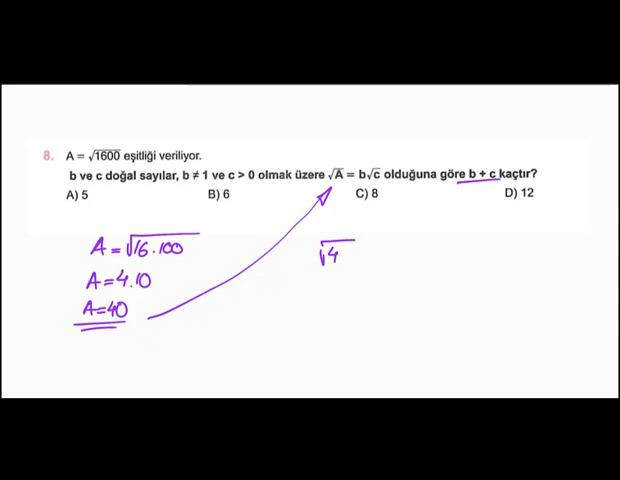 8. A = √1600 eşitliği veriliyor.
b ve c doğal sayılar, b ≠ 1 ve c > 0 olmak üzere √A = b√c olduğuna göre b + c kaçtır?
A) 5 B) 6 C) 8 D) 12
A = √16.100
√4
A = 4.10
A = 40